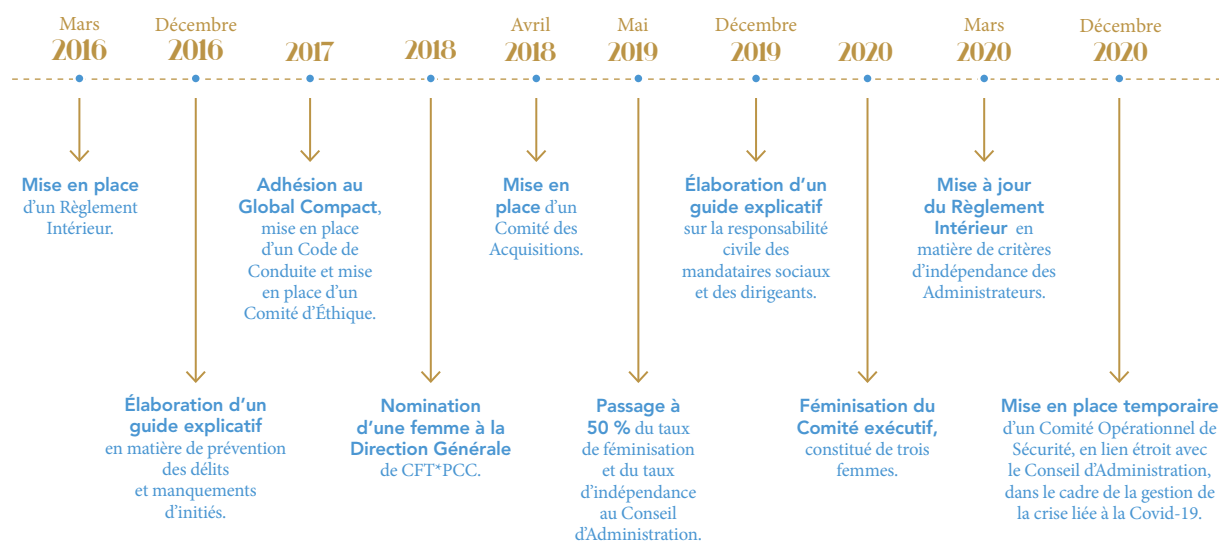 Mars
2016
Mise en place
d’un Règlement
Intérieur.
Décembre
2016
Élaboration d’un
guide explicatif
en matière de prévention
des délits
et manquements
d’initiés.
2017
Adhésion au
Global Compact,
mise en place
d’un Code de
Conduite et mise
en place d’un
Comité d’Éthique.
2018
Nomination
d’une femme à la
Direction Générale
de CFT*PCC.
Avril
2018
Mise en
place d’un
Comité des
Acquisitions.
Mai
2019
Passage à
50 % du taux
de féminisation
et du taux
d’indépendance
au Conseil
d’Administration.
Décembre
2019
Élaboration d’un
guide explicatif
sur la responsabilité
civile des
mandataires sociaux
et des dirigeants.
2020
Féminisation du
Comité exécutif,
constitué de trois
femmes.
Mars
2020
Mise à jour
du Règlement
Intérieur en
matière de critères
d’indépendance des
Administrateurs.
Décembre
2020
Mise en place temporaire
d’un Comité Opérationnel de
Sécurité, en lien étroit avec
le Conseil d’Administration,
dans le cadre de la gestion de
la crise liée à la Covid-19.